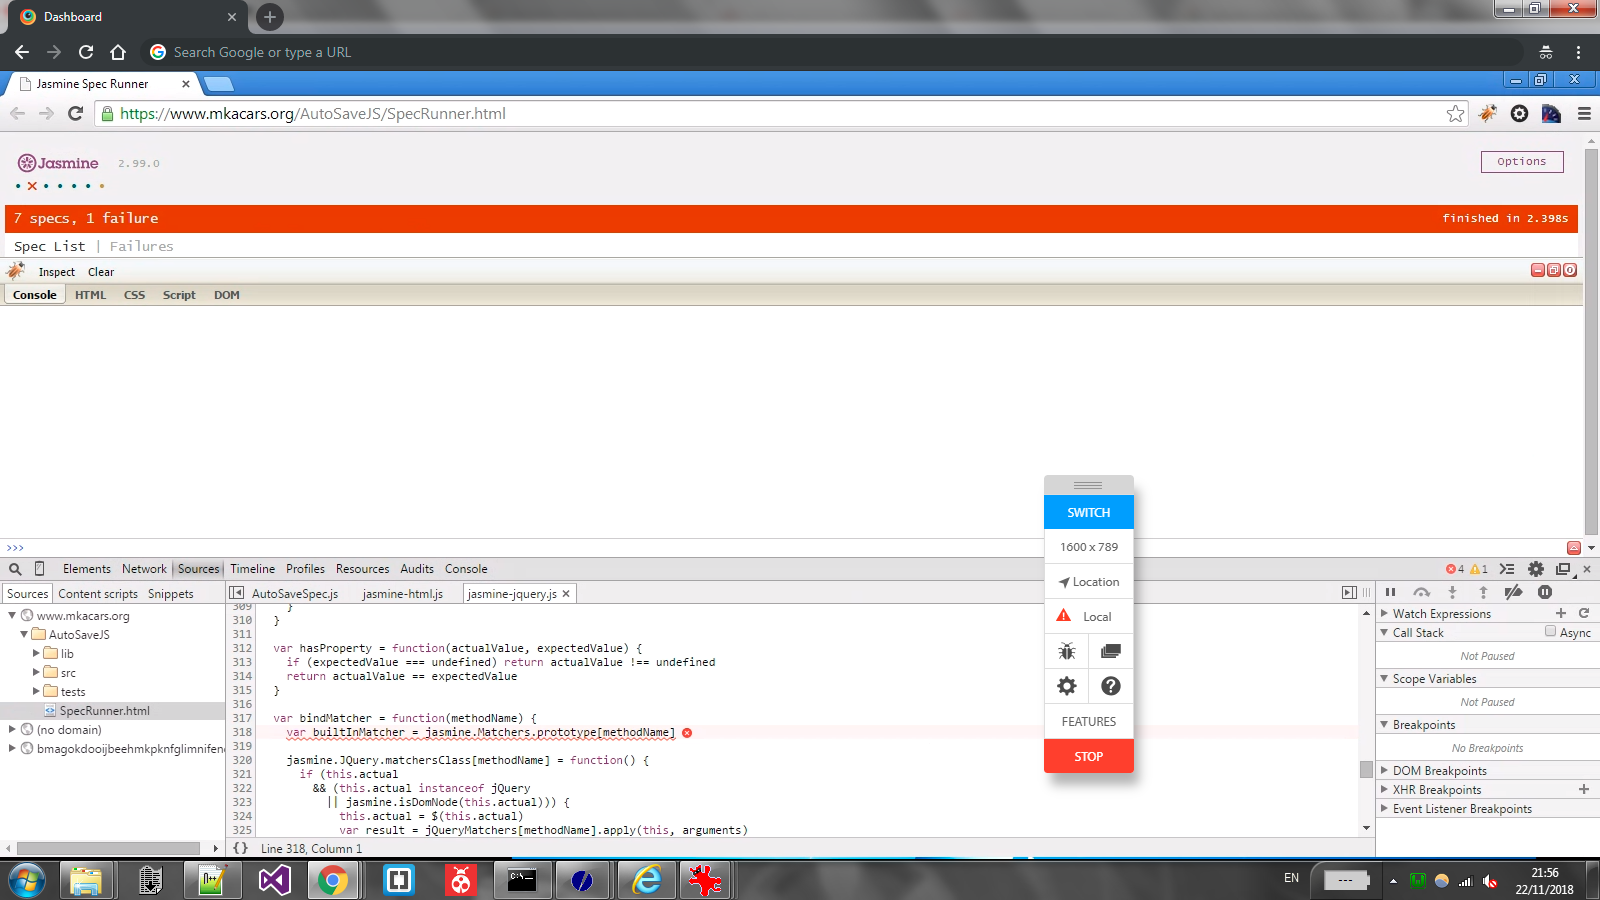 Dashboard
Search Google or type a URL
Jasmine Spec Runner
https://www.mkacars.org/AutoSaveJS/SpecRunner.html
Jasmine 2.99.0
Options
7 specs, 1 failure
finished in 2.398s
Spec List | Failures
Inspect Clear
Console HTML CSS Script DOM
>>>
SWITCH
1600 x 789
Location
Local
FEATURES
STOP
Elements Network Sources Timeline Profiles Resources Audits Console
4 1
Sources Content scripts Snippets
AutoSaveSpec.js jasmine-html.js jasmine-jquery.js
www.mkacars.org
AutoSaveJS
lib
src
tests
SpecRunner.html
(no domain)
309 }
310 }
311
312 var hasProperty = function(actualValue, expectedValue) {
313 if (expectedValue === undefined) return actualValue !== undefined
314 return actualValue == expectedValue
315 }
316
317 var bindMatcher = function(methodName) {
318 var builtInMatcher = jasmine.Matchers.prototype[methodName]
319
320 jasmine.JQuery.matchersClass[methodName] = function() {
321 if (this.actual
322 && (this.actual instanceof jQuery
323 || jasmine.isDomNode(this.actual))) {
324 this.actual = $(this.actual)
325 var result = jQueryMatchers[methodName].apply(this, arguments)
{} Line 318, Column 1
Watch Expressions
Call Stack Async
Not Paused
Scope Variables
Not Paused
Breakpoints
No Breakpoints
DOM Breakpoints
XHR Breakpoints
Event Listener Breakpoints
EN
---
21:56
22/11/2018